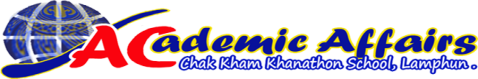 ACademic Affairs
Chak Kham Khanathon School, Lamphun .